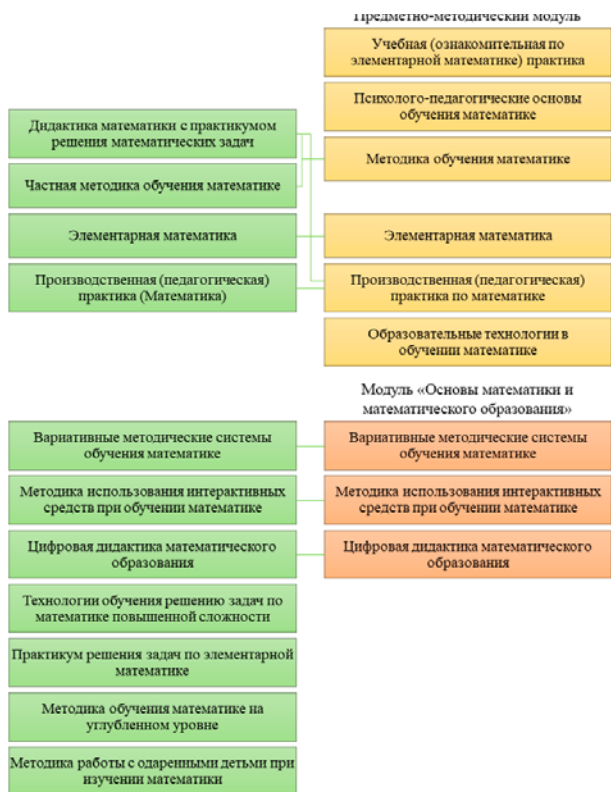 Предметно-методический модуль
Учебная (ознакомительная по
элементарной математике) практика
Психолого-педагогические основы
обучения математике
Дидактика математики с практикумом
решения математических задач
Методика обучения математике
Частная методика обучения математике
Элементарная математика
Элементарная математика
Производственная (педагогическая)
практика (Математика)
Производственная (педагогическая)
практика по математике
Образовательные технологии в
обучении математике
Модуль «Основы математики и
математического образования»
Вариативные методические системы
обучения математике
Вариативные методические системы
обучения математике
Методика использования интерактивных
средств при обучении математике
Методика использования интерактивных
средств при обучении математике
Цифровая дидактика математического
образования
Цифровая дидактика математического
образования
Технологии обучения решению задач по
математике повышенной сложности
Практикум решения задач по элементарной
математике
Методика обучения математике на
углубленном уровне
Методика работы с одаренными детьми при
изучении математики